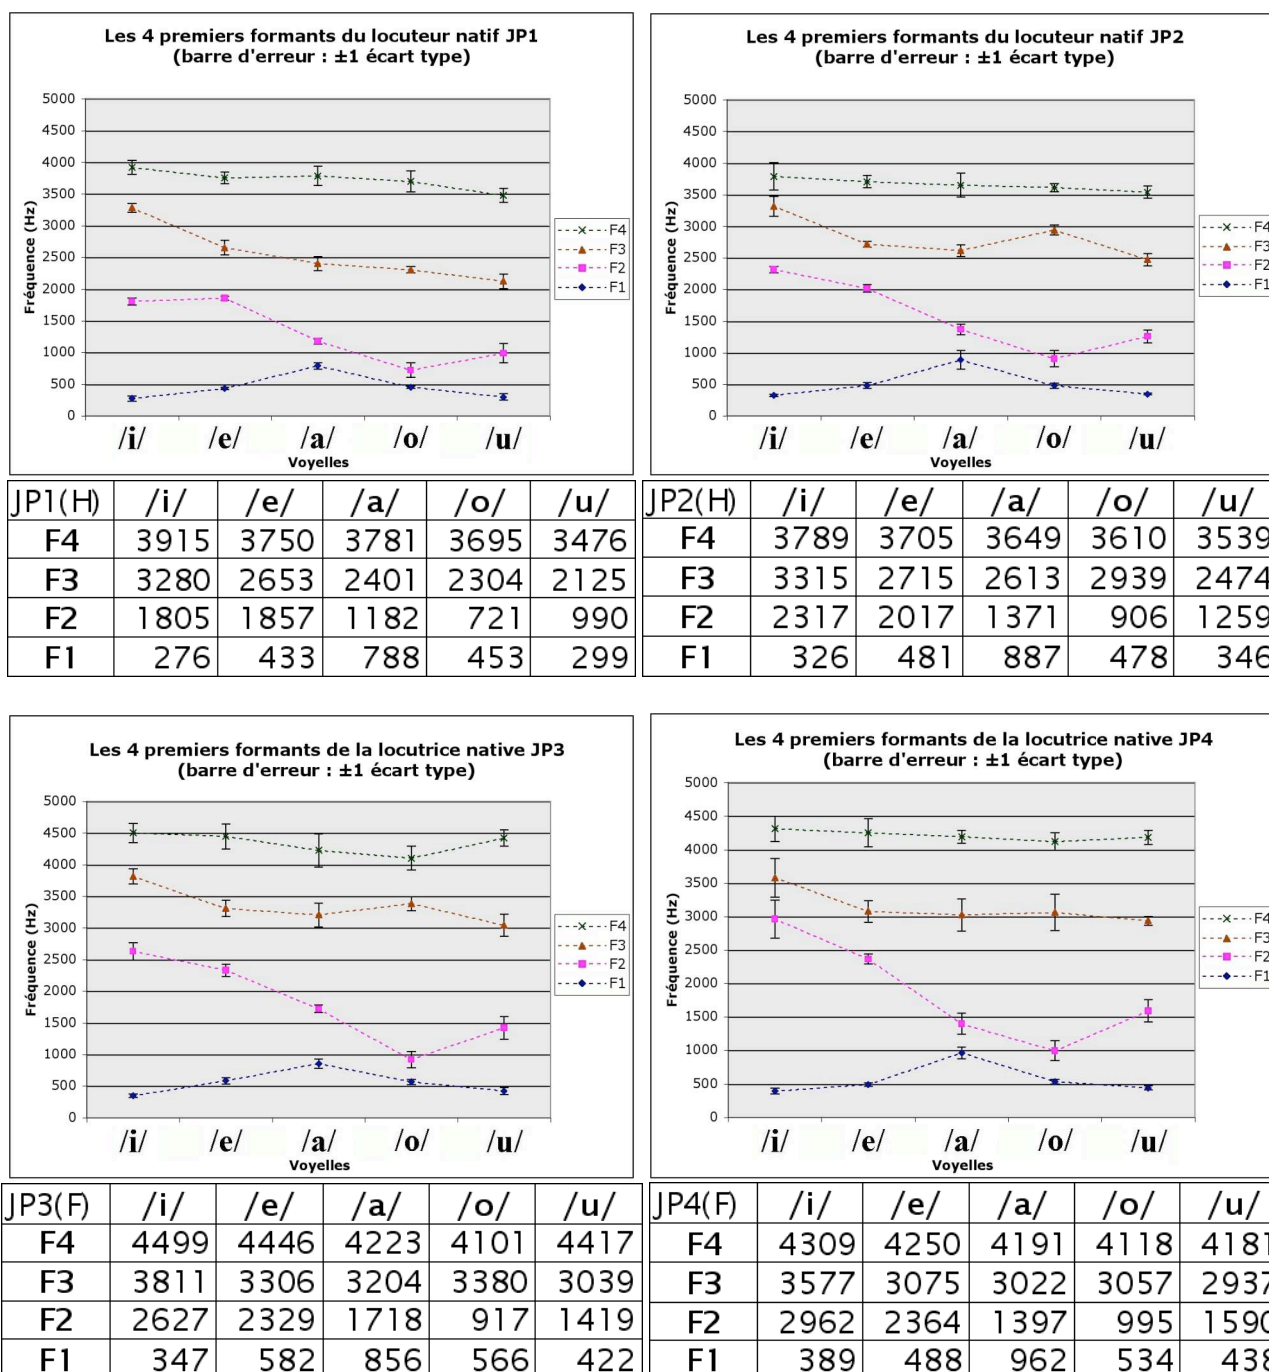 Les 4 premiers formants du locuteur natif JP1
(barre d'erreur : ±1 écart type)
5000
4500
4000
3500
3000
2500
2000
1500
1000
500
0
Fréquence (Hz)
/i/ /e/ /a/ /o/ /u/
Voyelles
F4
F3
F2
F1
JP1(H) /i/ /e/ /a/ /o/ /u/
F4 3915 3750 3781 3695 3476
F3 3280 2653 2401 2304 2125
F2 1805 1857 1182 721 990
F1 276 433 788 453 299
Les 4 premiers formants du locuteur natif JP2
(barre d'erreur : ±1 écart type)
5000
4500
4000
3500
3000
2500
2000
1500
1000
500
0
Fréquence (Hz)
/i/ /e/ /a/ /o/ /u/
Voyelles
F4
F3
F2
F1
JP2(H) /i/ /e/ /a/ /o/ /u/
F4 3789 3705 3649 3610 3539
F3 3315 2715 2613 2939 2474
F2 2317 2017 1371 906 1259
F1 326 481 887 478 346
Les 4 premiers formants de la locutrice native JP3
(barre d'erreur : ±1 écart type)
5000
4500
4000
3500
3000
2500
2000
1500
1000
500
0
Fréquence (Hz)
/i/ /e/ /a/ /o/ /u/
Voyelles
F4
F3
F2
F1
JP3(F) /i/ /e/ /a/ /o/ /u/
F4 4499 4446 4223 4101 4417
F3 3811 3306 3204 3380 3039
F2 2627 2329 1718 917 1419
F1 347 582 856 566 422
Les 4 premiers formants de la locutrice native JP4
(barre d'erreur : ±1 écart type)
5000
4500
4000
3500
3000
2500
2000
1500
1000
500
0
Fréquence (Hz)
/i/ /e/ /a/ /o/ /u/
Voyelles
F4
F3
F2
F1
JP4(F) /i/ /e/ /a/ /o/ /u/
F4 4309 4250 4191 4118 4181
F3 3577 3075 3022 3057 2937
F2 2962 2364 1397 995 1590
F1 389 488 962 534 438